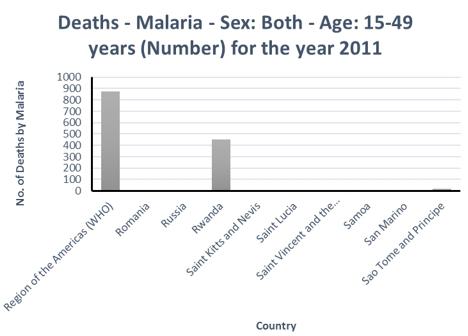 Deaths - Malaria - Sex: Both - Age: 15-49
years (Number) for the year 2011
No. of Deaths by Malaria
1000
900
800
700
600
500
400
300
200
100
0
Region of the Americas (WHO)
Romania
Russia
Rwanda
Saint Kitts and Nevis
Saint Lucia
Saint Vincent and the...
Samoa
San Marino
Sao Tome and Principe
Country